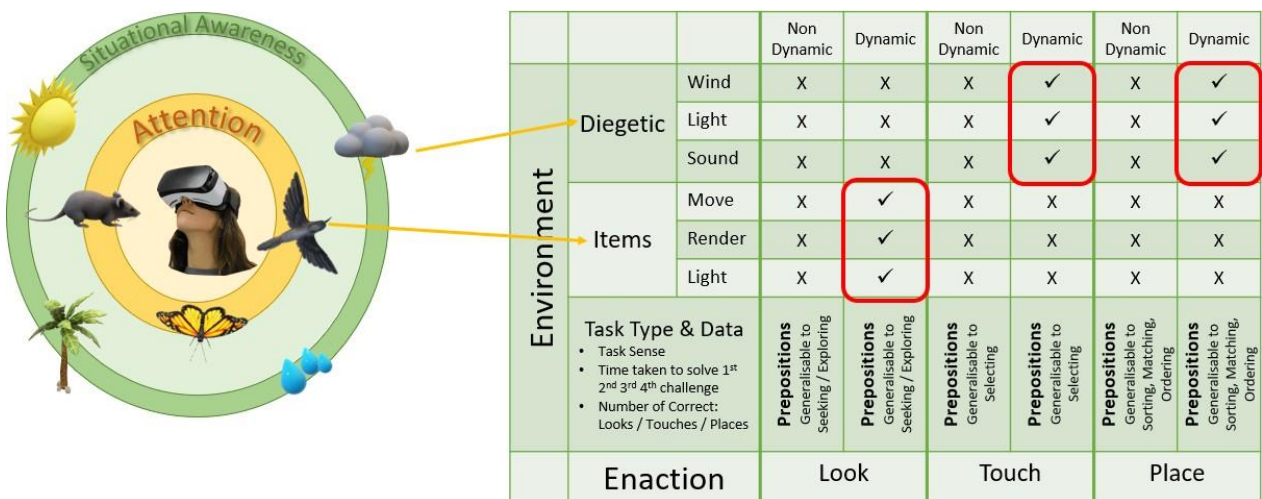 Situational Awareness
Attention
Non Dynamic Dynamic Non Dynamic Dynamic Non Dynamic Dynamic
Environment
Diegetic
Wind X X X ✓ X ✓
Light X X X ✓ X ✓
Sound X X X ✓ X ✓
Items
Move X ✓ X X X X
Render X ✓ X X X X
Light X ✓ X X X X
Task Type & Data
• Task Sense
• Time taken to solve 1st
2nd 3rd 4th challenge
• Number of Correct:
Looks / Touches / Places
Prepositions
Generalisable to
Seeking / Exploring
Prepositions
Generalisable to
Seeking / Exploring
Prepositions
Generalisable to
Selecting
Prepositions
Generalisable to
Selecting
Prepositions
Generalisable to
Sorting, Matching,
Ordering
Prepositions
Generalisable to
Sorting, Matching,
Ordering
Enaction Look Touch Place